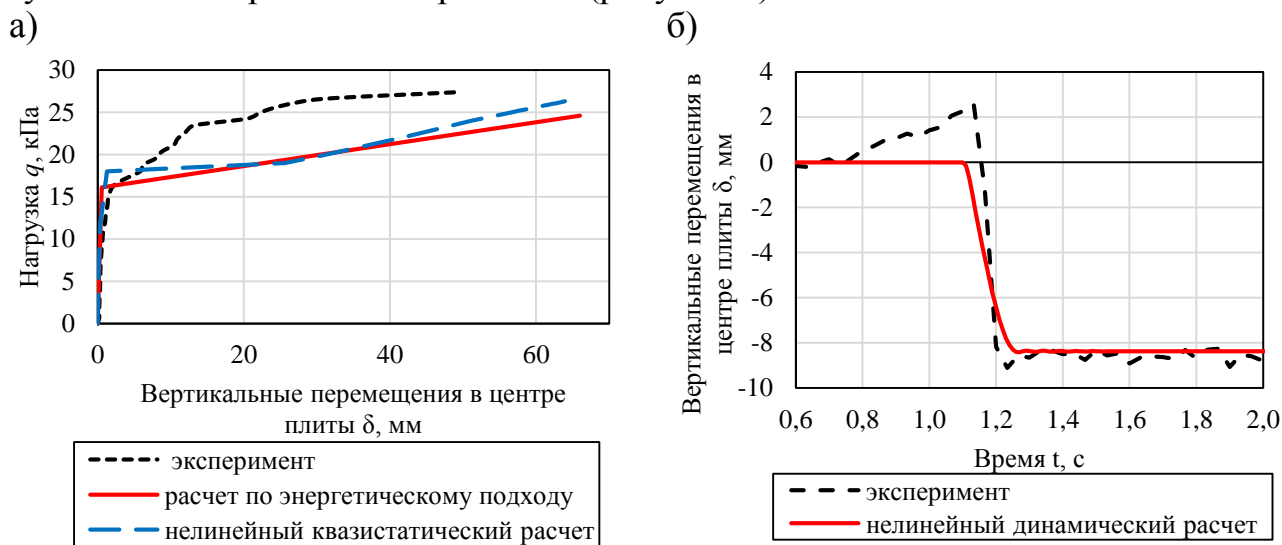 а)
б)
30
25
20
15
10
5
0
Нагрузка q, кПа
0 20 40 60
Вертикальные перемещения в центре
плиты δ, мм
эксперимент
расчет по энергетическому подходу
нелинейный квазистатический расчет
4
2
0
-2
-4
-6
-8
-10
Вертикальные перемещения в
центре плиты δ, мм
0,6 0,8 1,0 1,2 1,4 1,6 1,8 2,0
Время t, с
эксперимент
нелинейный динамический расчет